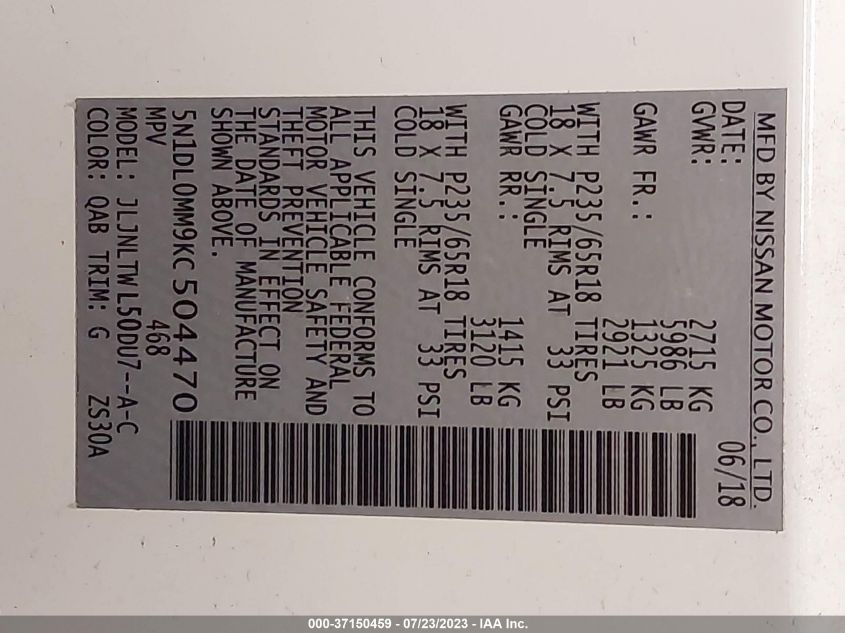 MFD BY NISSAN MOTOR CO., LTD.
DATE: 06/18
GVWR: 2715 KG
5986 LB
GAWR FR.: 1325 KG
2921 LB
WITH P235/65R18 TIRES
18 X 7.5 RIMS AT 33 PSI
COLD SINGLE
GAWR RR.: 1415 KG
3120 LB
WITH P235/65R18 TIRES
18 X 7.5 RIMS AT 33 PSI
COLD SINGLE
THIS VEHICLE CONFORMS TO
ALL APPLICABLE FEDERAL
MOTOR VEHICLE SAFETY AND
THEFT PREVENTION
STANDARDS IN EFFECT ON
THE DATE OF MANUFACTURE
SHOWN ABOVE.
5N1DL0MM9KC504470
MPV 468
MODEL: JLJNLTWL50DU7--A-C
COLOR: QAB TRIM: G ZS30A
000-37150459 - 07/23/2023 - IAA Inc.